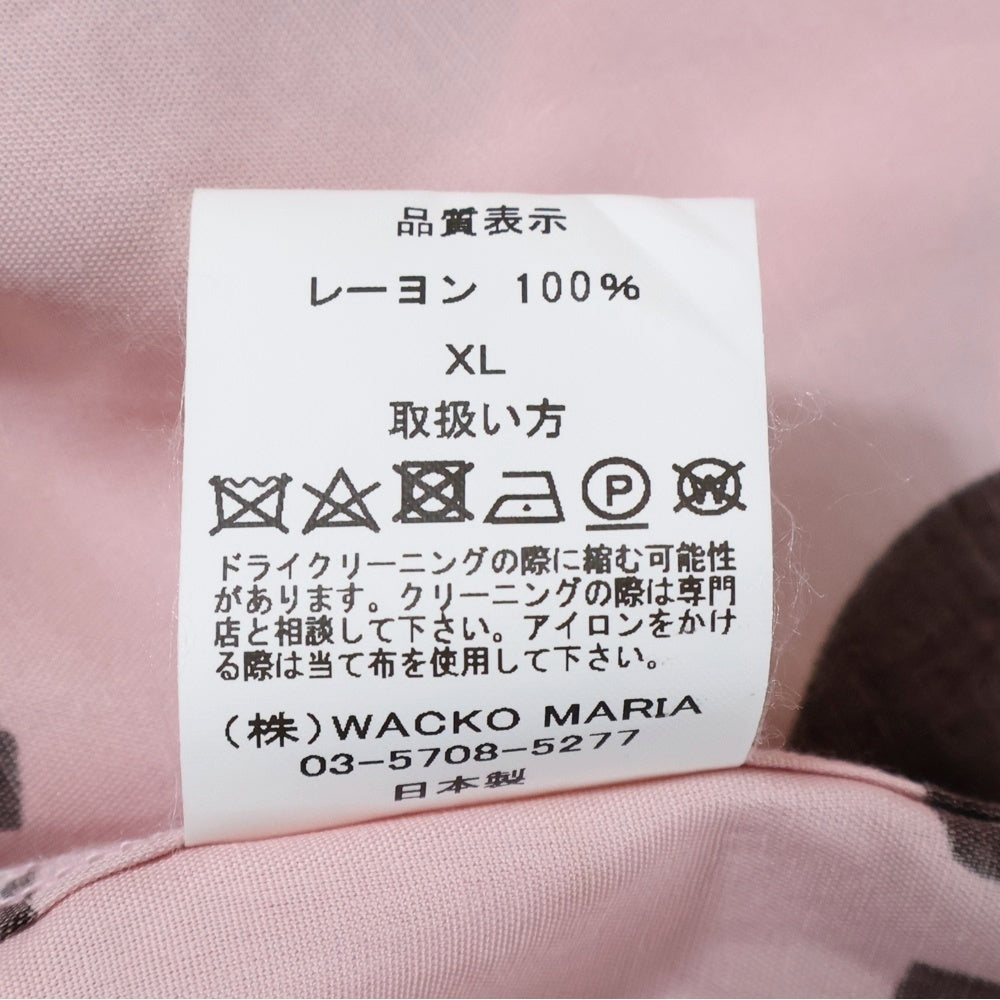 品質表示
レーヨン 100%
XL
取扱い方
P W
ドライクリーニングの際に縮む可能性
があります。クリーニングの際は専門
店と相談して下さい。アイロンをかけ
る際は当て布を使用して下さい。
(株)WACKO MARIA
03-5708-5277
日本製